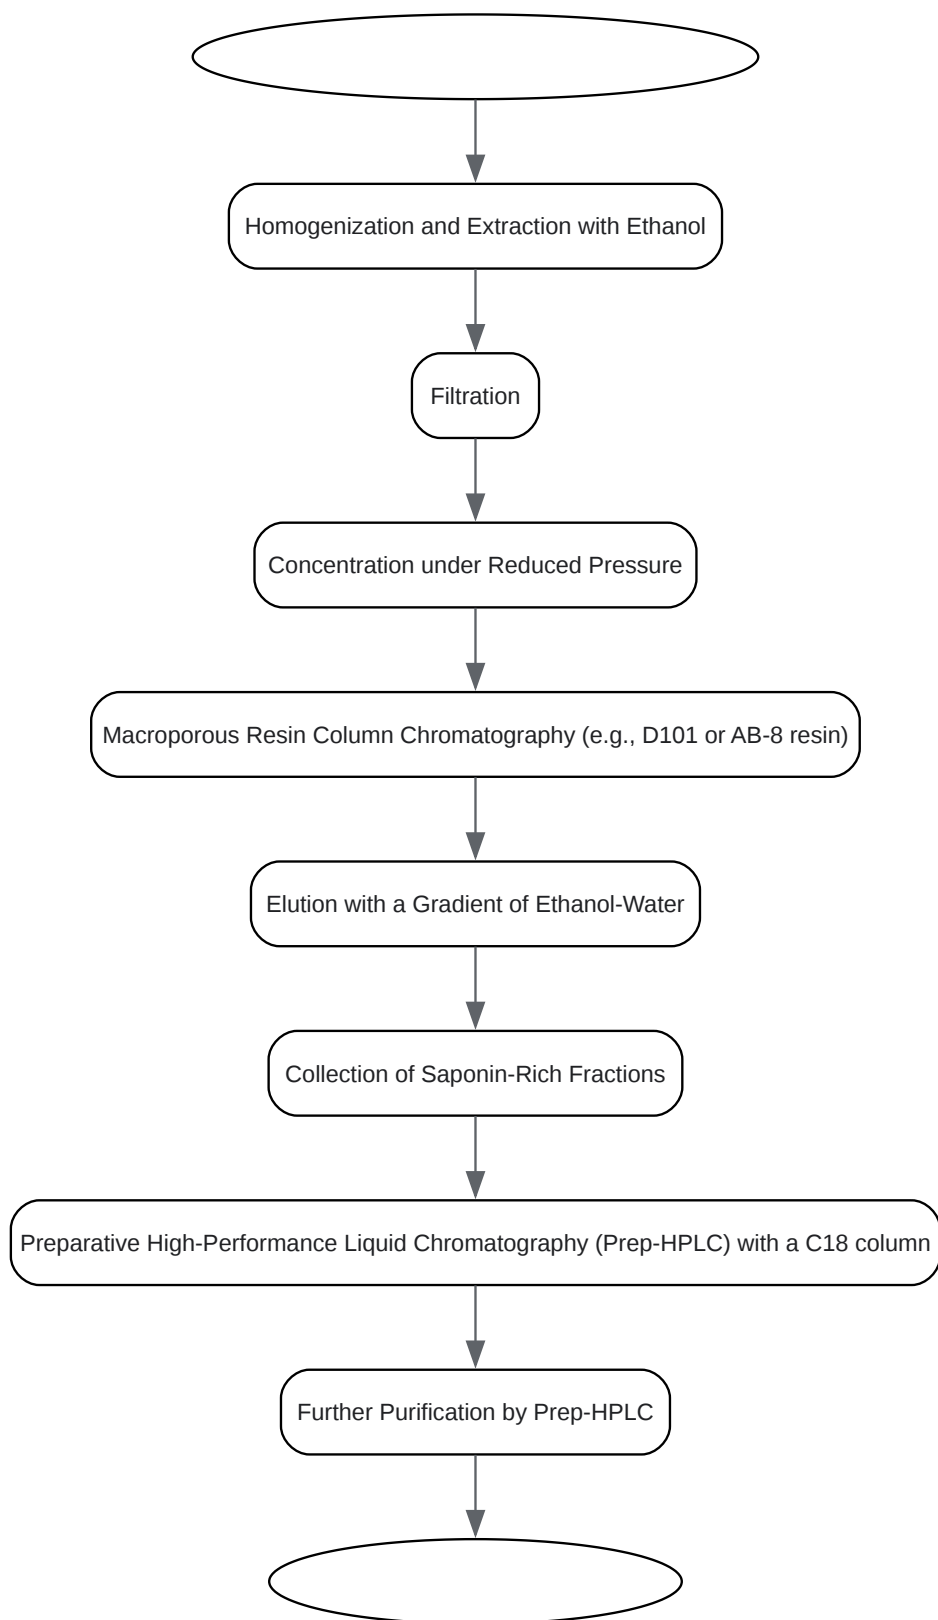 Homogenization and Extraction with Ethanol
Filtration
Concentration under Reduced Pressure
Macroporous Resin Column Chromatography (e.g., D101 or AB-8 resin)
Elution with a Gradient of Ethanol-Water
Collection of Saponin-Rich Fractions
Preparative High-Performance Liquid Chromatography (Prep-HPLC) with a C18 column
Further Purification by Prep-HPLC